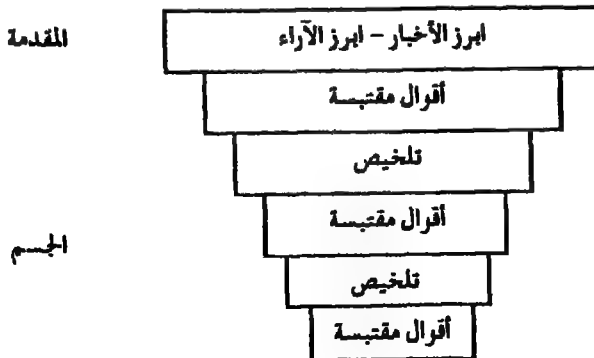 المقدمة
ابرز الأخبار – ابرز الآراء
أقوال مقتبسة
تلخيص
أقوال مقتبسة
الجسم
تلخيص
أقوال مقتبسة